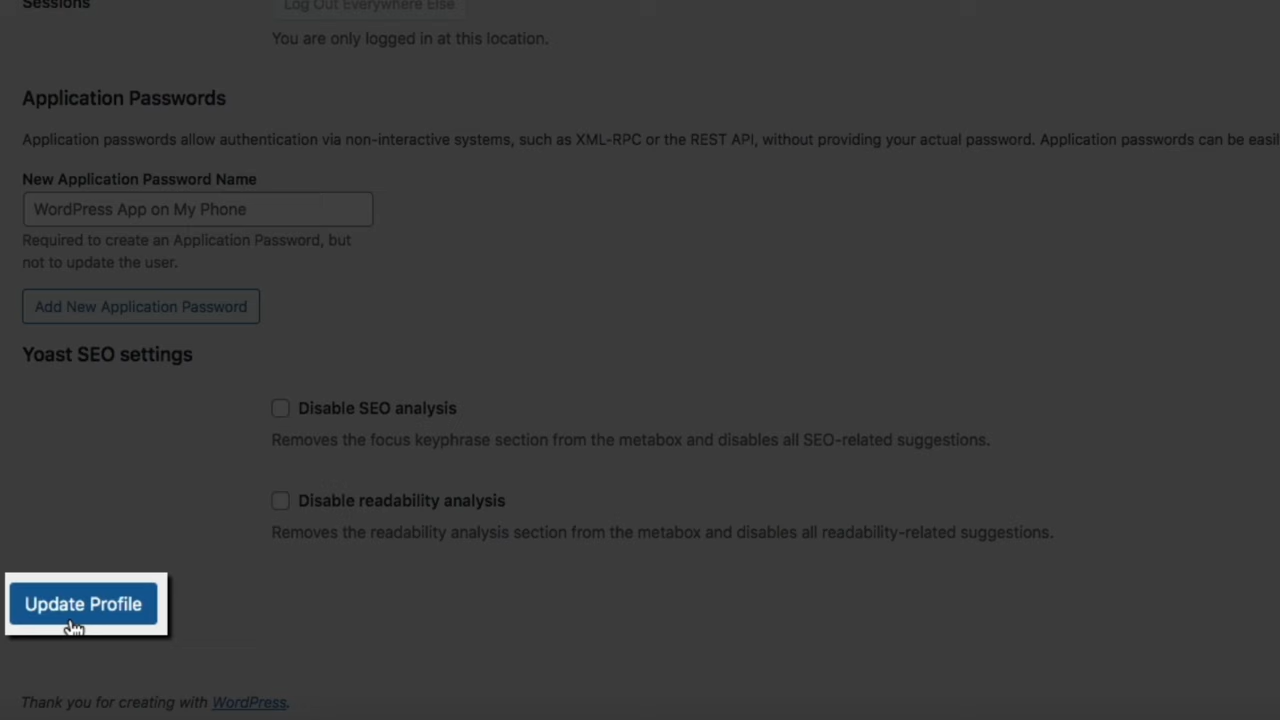 Sessions
Log Out Everywhere Else
You are only logged in at this location.
Application Passwords
Application passwords allow authentication via non-interactive systems, such as XML-RPC or the REST API, without providing your actual password. Application passwords can be easil
New Application Password Name
WordPress App on My Phone
Required to create an Application Password, but
not to update the user.
Add New Application Password
Yoast SEO settings
Disable SEO analysis
Removes the focus keyphrase section from the metabox and disables all SEO-related suggestions.
Disable readability analysis
Removes the readability analysis section from the metabox and disables all readability-related suggestions.
Update Profile
Thank you for creating with WordPress.